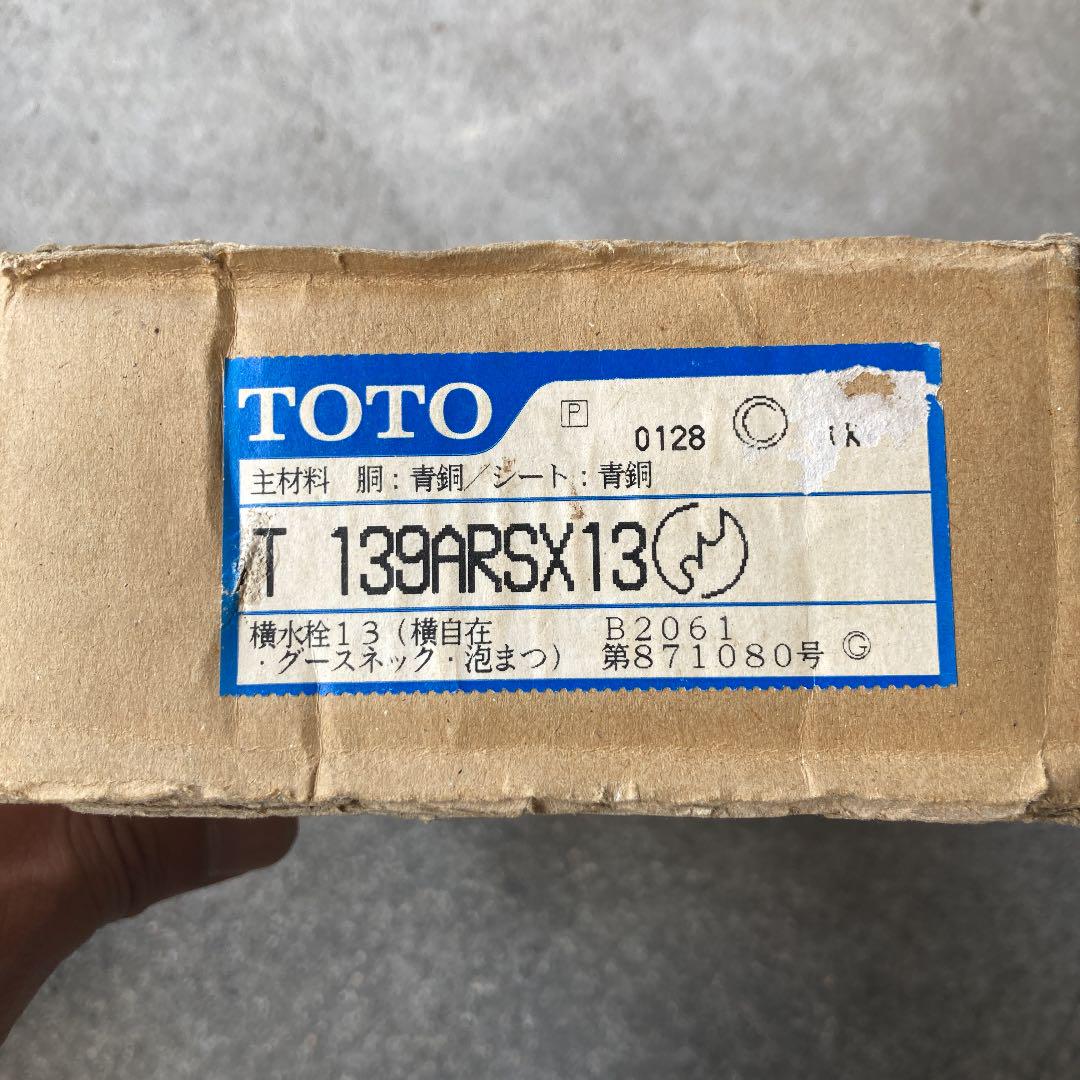 TOTO
P 0128
主材料 胴:青銅/シート:青銅
T 139ARSX13
横水栓13(横自在 B2061
・グースネック・泡まつ) 第871080号 G